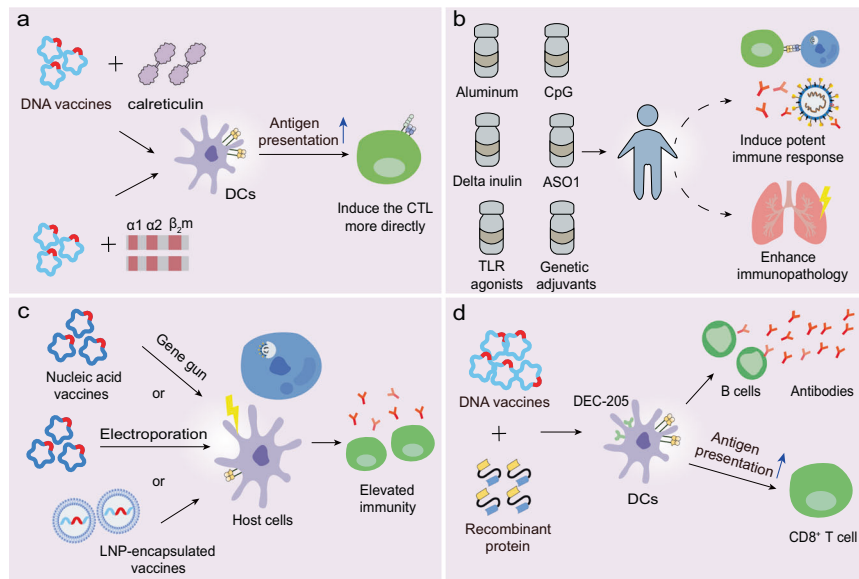 a
DNA vaccines
calreticulin
Antigen
presentation
DCs
Induce the CTL
more directly
α1 α2 β₂m
b
Aluminum
CpG
Delta inulin
ASO1
TLR
agonists
Genetic
adjuvants
Induce potent
immune response
Enhance
immunopathology
c
Nucleic acid
vaccines
Gene gun
or
Electroporation
or
LNP-encapsulated
vaccines
Host cells
Elevated
immunity
d
DNA vaccines
Recombinant
protein
DEC-205
DCs
B cells
Antibodies
Antigen
presentation
CD8⁺ T cell